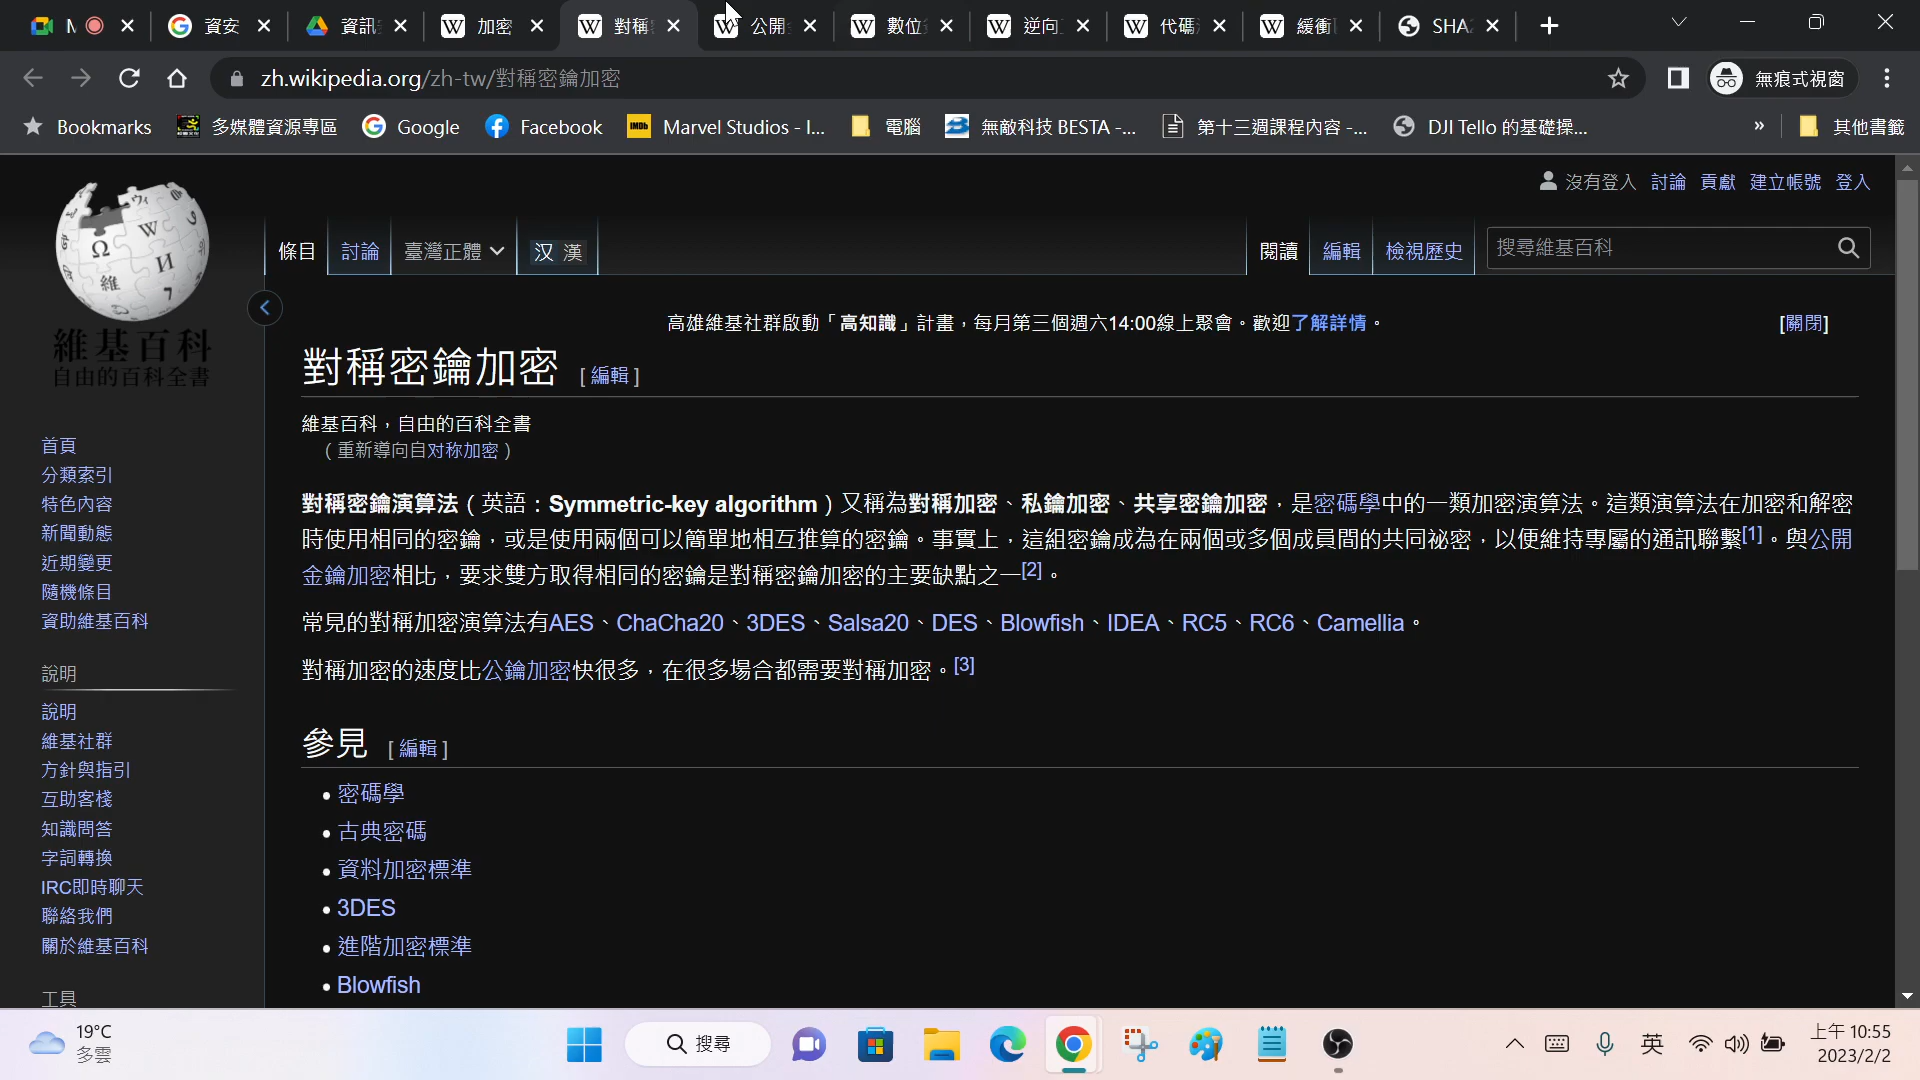 資安
資訊
加密
對稱
公開
數位
逆向
代碼
緩衝
SHA
zh.wikipedia.org/zh-tw/對稱密鑰加密
無痕式視窗
Bookmarks
多媒體資源專區
Google
Facebook
IMDb
Marvel Studios - I...
電腦
無敵科技 BESTA -...
第十三週課程內容 -...
DJI Tello 的基礎操...
»
其他書籤
沒有登入 討論 貢獻 建立帳號 登入
條目 討論 臺灣正體 汉 漢 閱讀 編輯 檢視歷史 搜尋維基百科
維基百科
自由的百科全書
高雄維基社群啟動「高知識」計畫，每月第三個週六14:00線上聚會。歡迎了解詳情。 [關閉]
對稱密鑰加密 [編輯]
維基百科，自由的百科全書
（重新導向自对称加密）
對稱密鑰演算法（英語：Symmetric-key algorithm）又稱為對稱加密、私鑰加密、共享密鑰加密，是密碼學中的一類加密演算法。這類演算法在加密和解密
時使用相同的密鑰，或是使用兩個可以簡單地相互推算的密鑰。事實上，這組密鑰成為在兩個或多個成員間的共同祕密，以便維持專屬的通訊聯繫[1]。與公開
金鑰加密相比，要求雙方取得相同的密鑰是對稱密鑰加密的主要缺點之一[2]。
常見的對稱加密演算法有AES、ChaCha20、3DES、Salsa20、DES、Blowfish、IDEA、RC5、RC6、Camellia。
對稱加密的速度比公鑰加密快很多，在很多場合都需要對稱加密。[3]
參見 [編輯]
密碼學
古典密碼
資料加密標準
3DES
進階加密標準
Blowfish
首頁
分類索引
特色內容
新聞動態
近期變更
隨機條目
資助維基百科
說明
說明
維基社群
方針與指引
互助客棧
知識問答
字詞轉換
IRC即時聊天
聯絡我們
關於維基百科
工具
19°C
多雲
搜尋
英
上午 10:55
2023/2/2